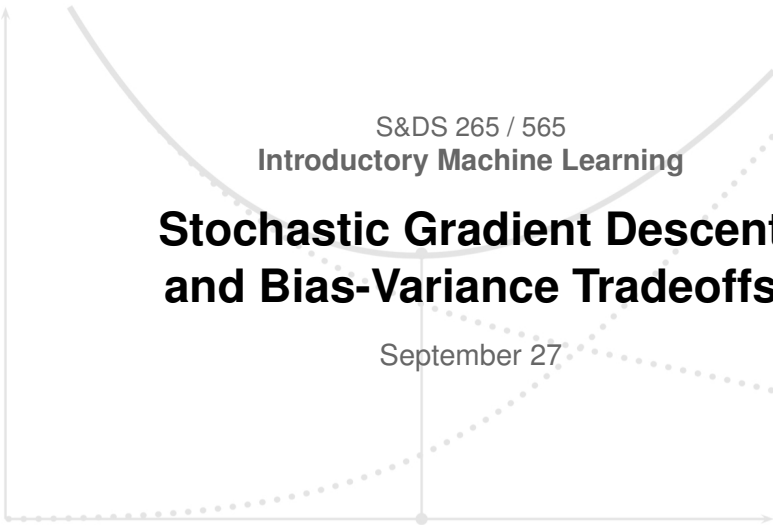 S&DS 265 / 565
Introductory Machine Learning
Stochastic Gradient Descent
and Bias-Variance Tradeoffs
September 27